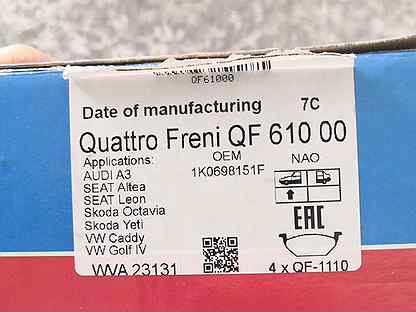 QF61000
Date of manufacturing 7C
Quattro Freni QF 610 00
Applications: OEM NAO
AUDI A3 1K0698151F
SEAT Altea
SEAT Leon
Skoda Octavia
Skoda Yeti
VW Caddy
VW Golf IV
EAC
WVA 23131 4 x QF-1110